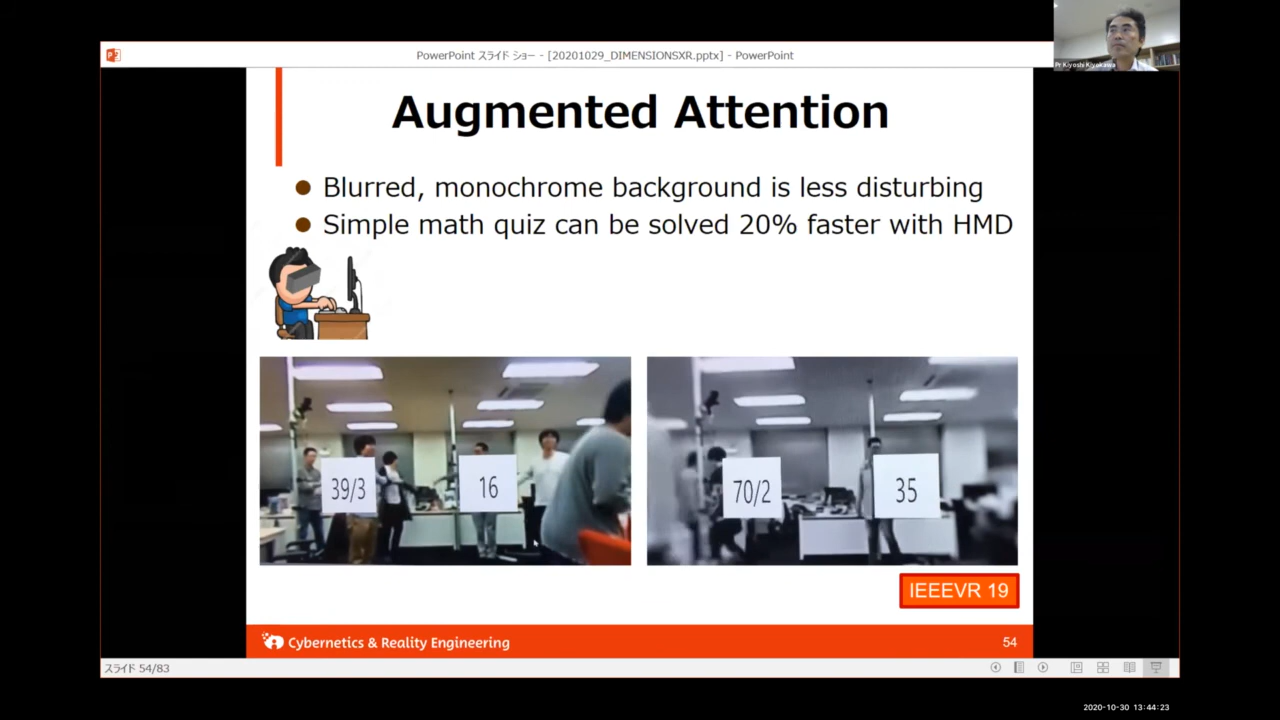 PowerPoint スライド ショー - [20201029_DIMENSIONSXR.pptx] - PowerPoint
Pr Kiyoshi Kiyokawa
Augmented Attention
Blurred, monochrome background is less disturbing
Simple math quiz can be solved 20% faster with HMD
39/3
16
70/2
35
IEEEVR 19
Cybernetics & Reality Engineering
54
スライド 54/83
2020-10-30 13:44:23